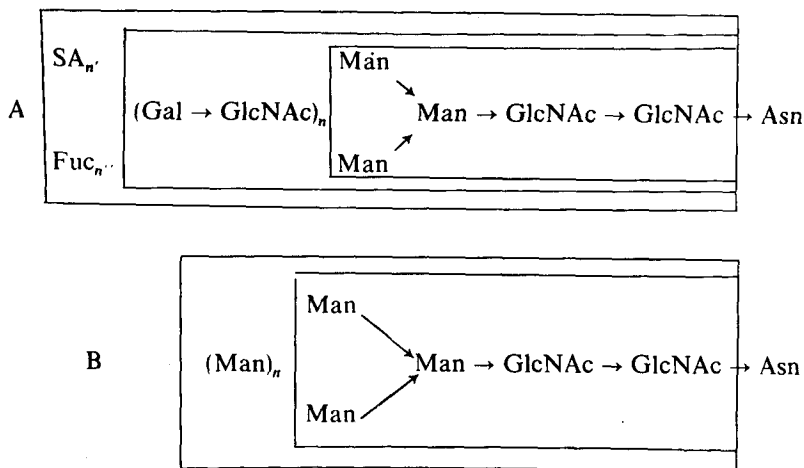 SAn′ Man
A (Gal → GlcNAc)n Man → GlcNAc → GlcNAc → Asn
Fucn″ Man
Man
B (Man)n Man → GlcNAc → GlcNAc → Asn
Man